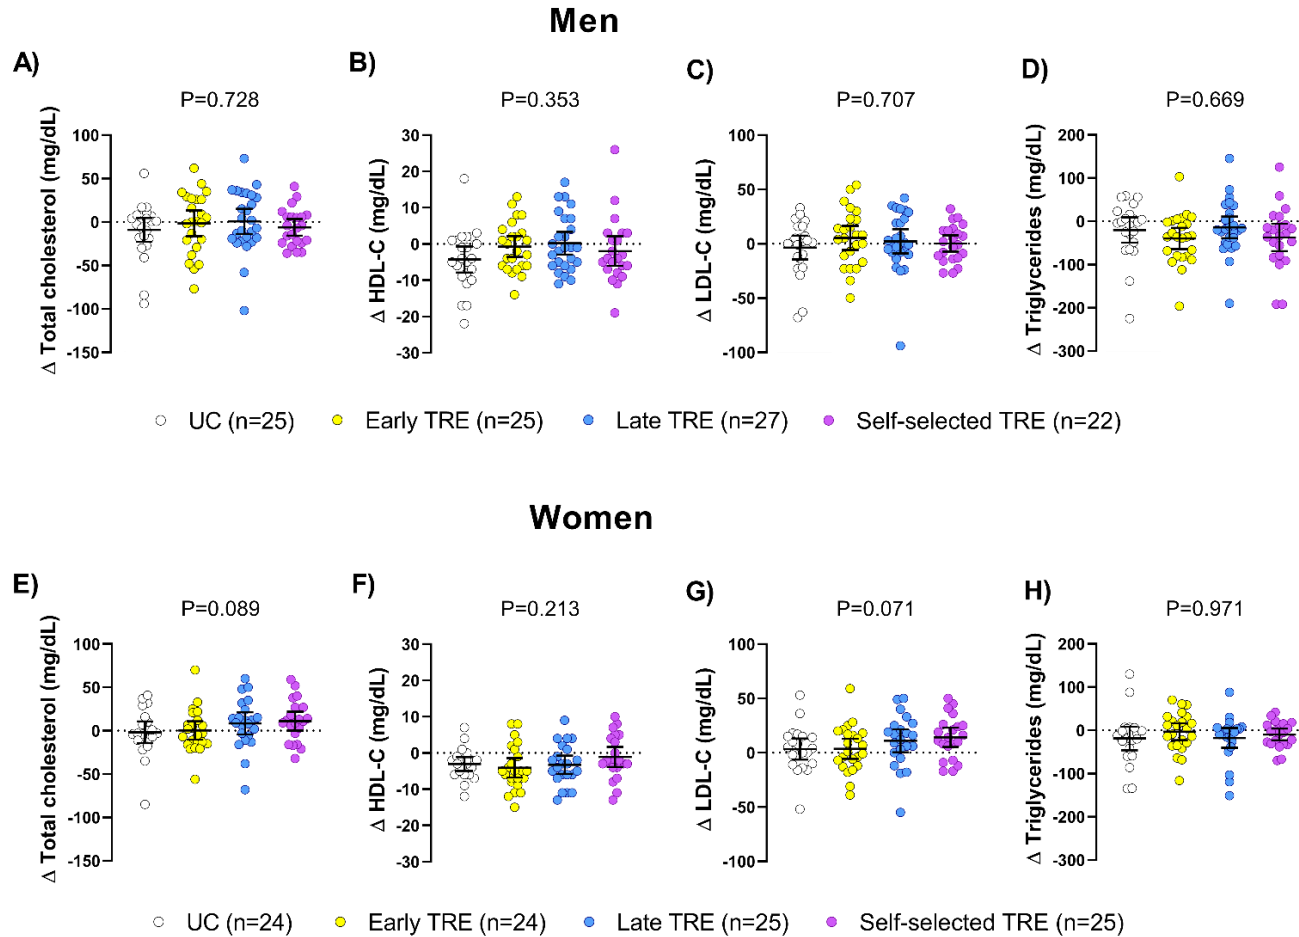 Men
A)
B)
C)
D)
P=0.728
P=0.353
P=0.707
P=0.669
Δ Total cholesterol (mg/dL)
100
50
0
-50
-100
-150
Δ HDL-C (mg/dL)
30
20
10
0
-10
-20
-30
Δ LDL-C (mg/dL)
100
50
0
-50
-100
Δ Triglycerides (mg/dL)
200
100
0
-100
-200
-300
UC (n=25) Early TRE (n=25) Late TRE (n=27) Self-selected TRE (n=22)
Women
E)
F)
G)
H)
P=0.089
P=0.213
P=0.071
P=0.971
Δ Total cholesterol (mg/dL)
100
50
0
-50
-100
-150
Δ HDL-C (mg/dL)
30
20
10
0
-10
-20
-30
Δ LDL-C (mg/dL)
100
50
0
-50
-100
Δ Triglycerides (mg/dL)
200
100
0
-100
-200
-300
UC (n=24) Early TRE (n=24) Late TRE (n=25) Self-selected TRE (n=25)